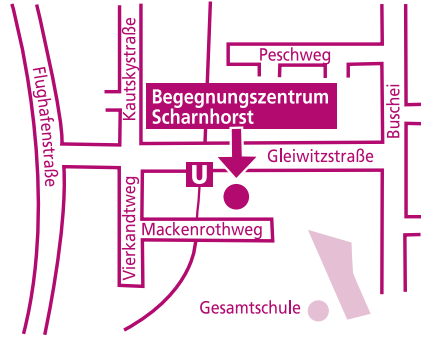 Flughafenstraße
Kautskystraße
Peschweg
Begegnungszentrum
Scharnhorst
Buschei
Gleiwitzstraße
U
Vierkandtweg
Mackenrothweg
Gesamtschule